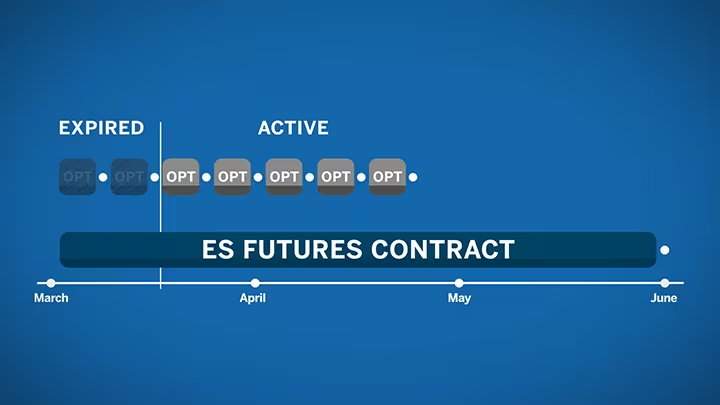 EXPIRED ACTIVE
OPT OPT OPT OPT OPT OPT OPT
ES FUTURES CONTRACT
March April May June